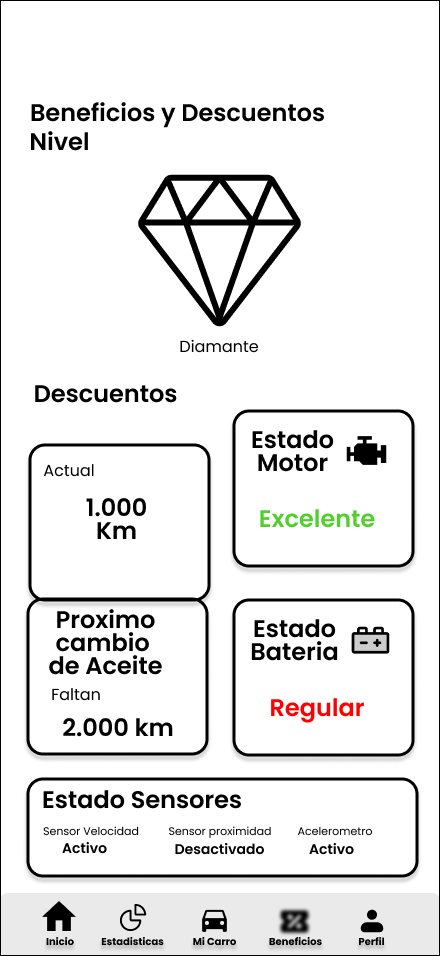 Beneficios y Descuentos
Nivel
Diamante
Descuentos
Actual
1.000
Km
Estado
Motor
Excelente
Proximo
cambio
de Aceite
Faltan
2.000 km
Estado
Bateria
Regular
Estado Sensores
Sensor Velocidad
Activo
Sensor proximidad
Desactivado
Acelerometro
Activo
Inicio
Estadisticas
Mi Carro
Beneficios
Perfil